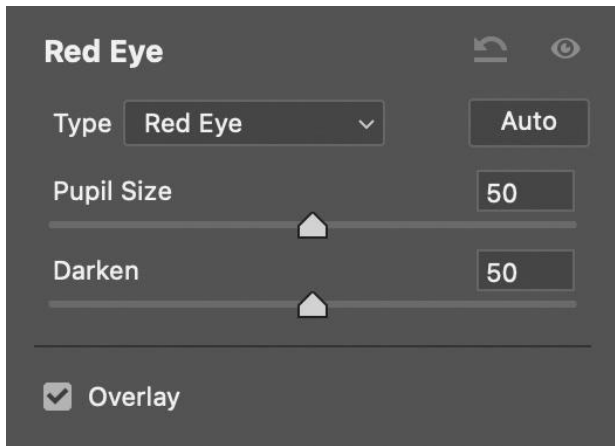 Red Eye
Type Red Eye Auto
Pupil Size 50
Darken 50
Overlay